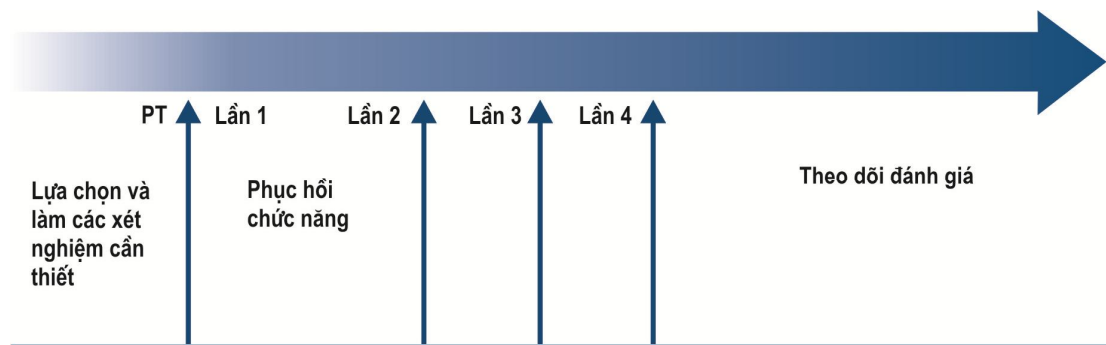 PT Lần 1 Lần 2 Lần 3 Lần 4
Lựa chọn và
làm các xét
nghiệm cần
thiết
Phục hồi
chức năng
Theo dõi đánh giá